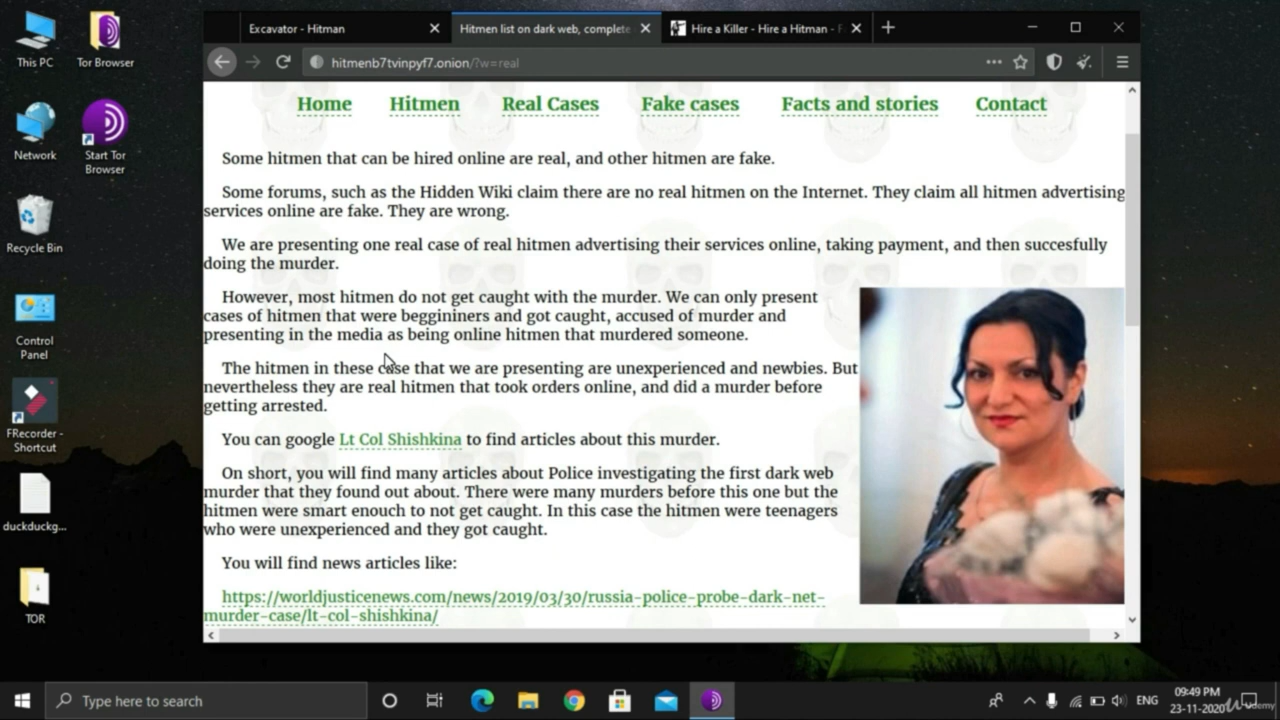 This PC
Tor Browser
Network
Start Tor
Browser
Recycle Bin
Control
Panel
FRecorder -
Shortcut
duckduckg...
TOR
Excavator - Hitman
Hitmen list on dark web, complete
Hire a Killer - Hire a Hitman -
hitmenb7tvinpyf7.onion/?w=real
Home Hitmen Real Cases Fake cases Facts and stories Contact
Some hitmen that can be hired online are real, and other hitmen are fake.
Some forums, such as the Hidden Wiki claim there are no real hitmen on the Internet. They claim all hitmen advertising
services online are fake. They are wrong.
We are presenting one real case of real hitmen advertising their services online, taking payment, and then succesfully
doing the murder.
However, most hitmen do not get caught with the murder. We can only present
cases of hitmen that were beggininers and got caught, accused of murder and
presenting in the media as being online hitmen that murdered someone.
The hitmen in these case that we are presenting are unexperienced and newbies. But
nevertheless they are real hitmen that took orders online, and did a murder before
getting arrested.
You can google Lt Col Shishkina to find articles about this murder.
On short, you will find many articles about Police investigating the first dark web
murder that they found out about. There were many murders before this one but the
hitmen were smart enouch to not get caught. In this case the hitmen were teenagers
who were unexperienced and they got caught.
You will find news articles like:
https://worldjusticenews.com/news/2019/03/30/russia-police-probe-dark-net-
murder-case/lt-col-shishkina/
Type here to search
ENG
09:49 PM
23-11-2020
Udemy